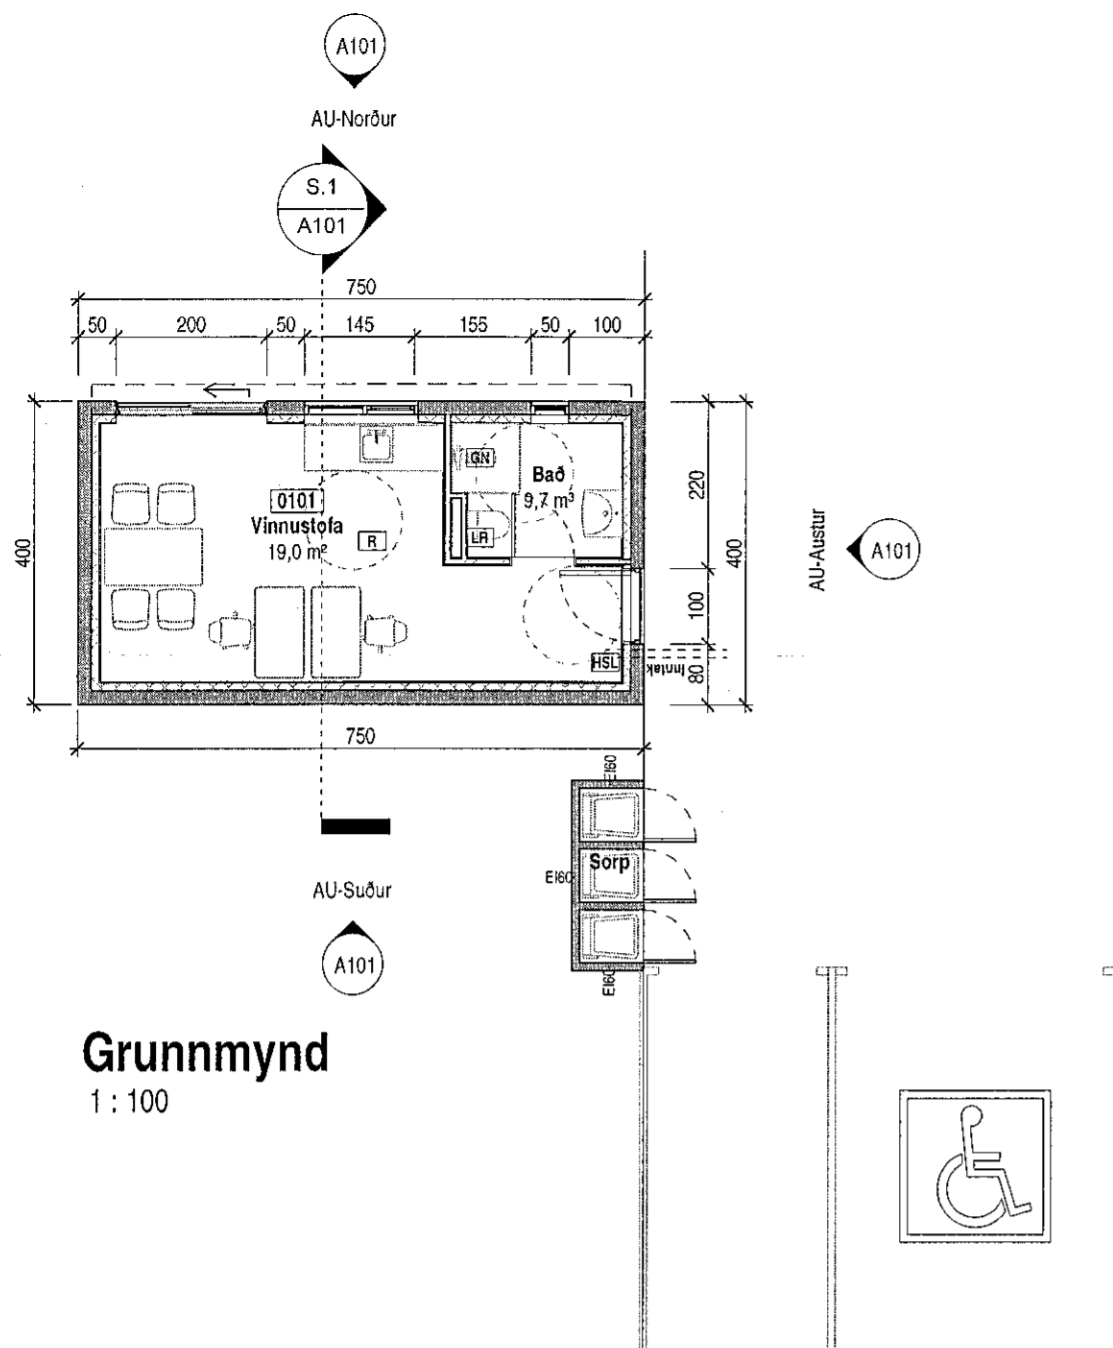 A101
AU-Norður
S.1
A101
750
50 200 50 145 155 50 100
400
GN
Bað
9,7 m³
0101
Vinnustofa
19,0 m²
R
LR
220
400
100
80
AU-Austur
A101
HSL
Inntak
750
EI60
Sorp
EI60
AU-Suður
A101
EI60
Grunnmynd
1 : 100